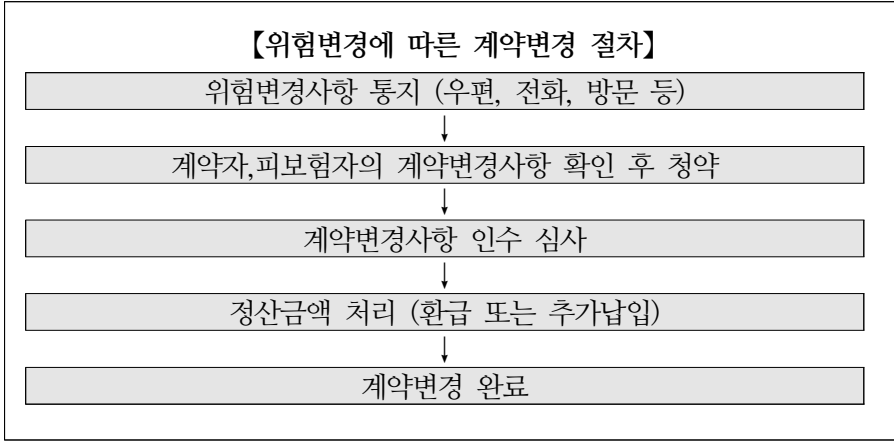 【위험변경에 따른 계약변경 절차】
위험변경사항 통지 (우편, 전화, 방문 등)
↓
계약자,피보험자의 계약변경사항 확인 후 청약
↓
계약변경사항 인수 심사
↓
정산금액 처리 (환급 또는 추가납입)
↓
계약변경 완료